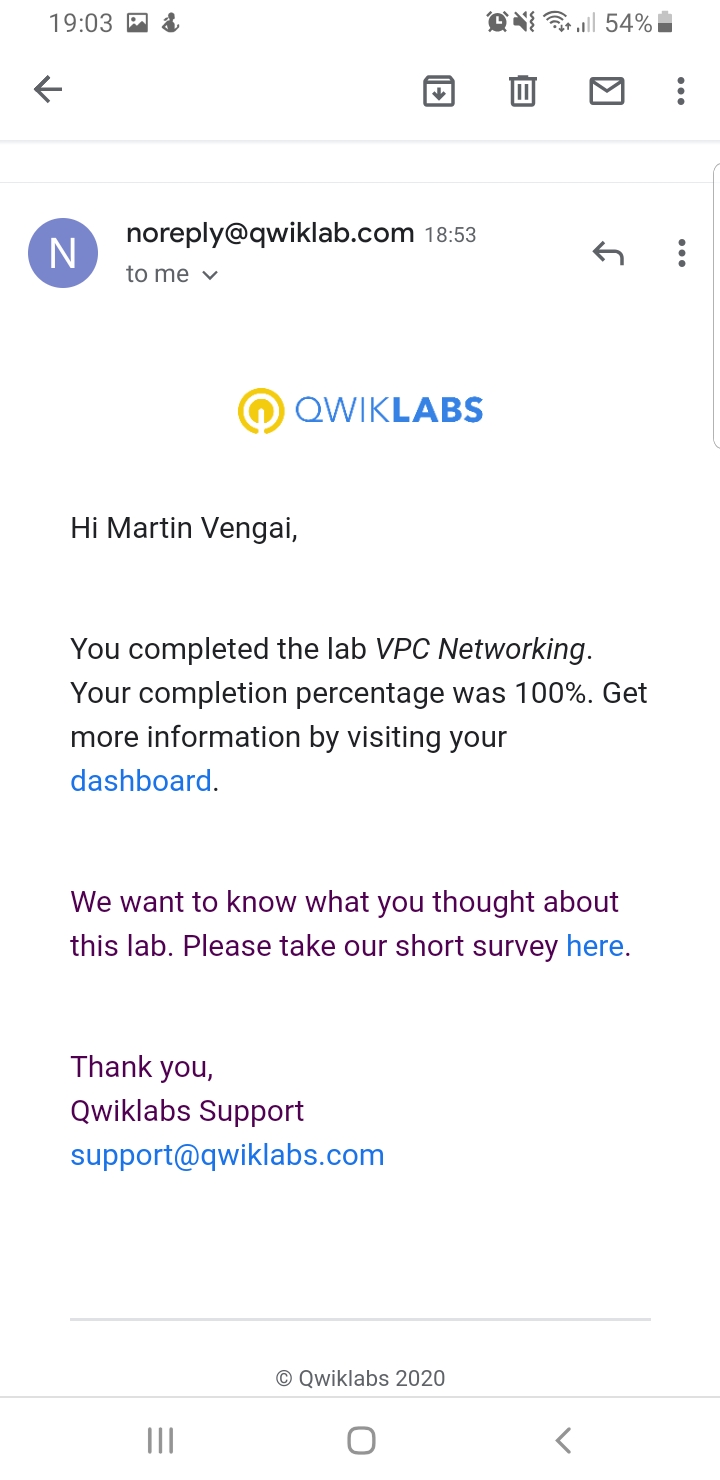 19:03 54%
noreply@qwiklab.com 18:53
N
to me
QWIKLABS
Hi Martin Vengai,
You completed the lab VPC Networking.
Your completion percentage was 100%. Get
more information by visiting your
dashboard.
We want to know what you thought about
this lab. Please take our short survey here.
Thank you,
Qwiklabs Support
support@qwiklabs.com
© Qwiklabs 2020